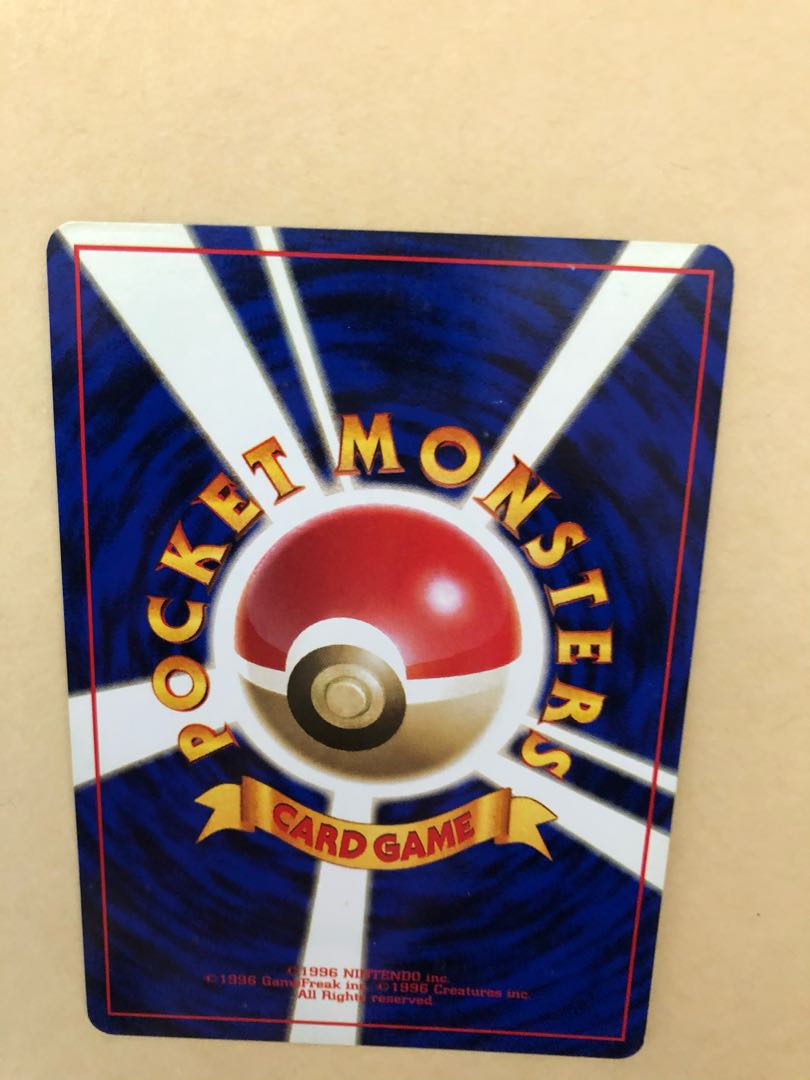 POCKET MONSTERS
CARD GAME
©1996 NINTENDO inc.
©1996 GameFreak inc. ©1996 Creatures inc.
All Rights reserved